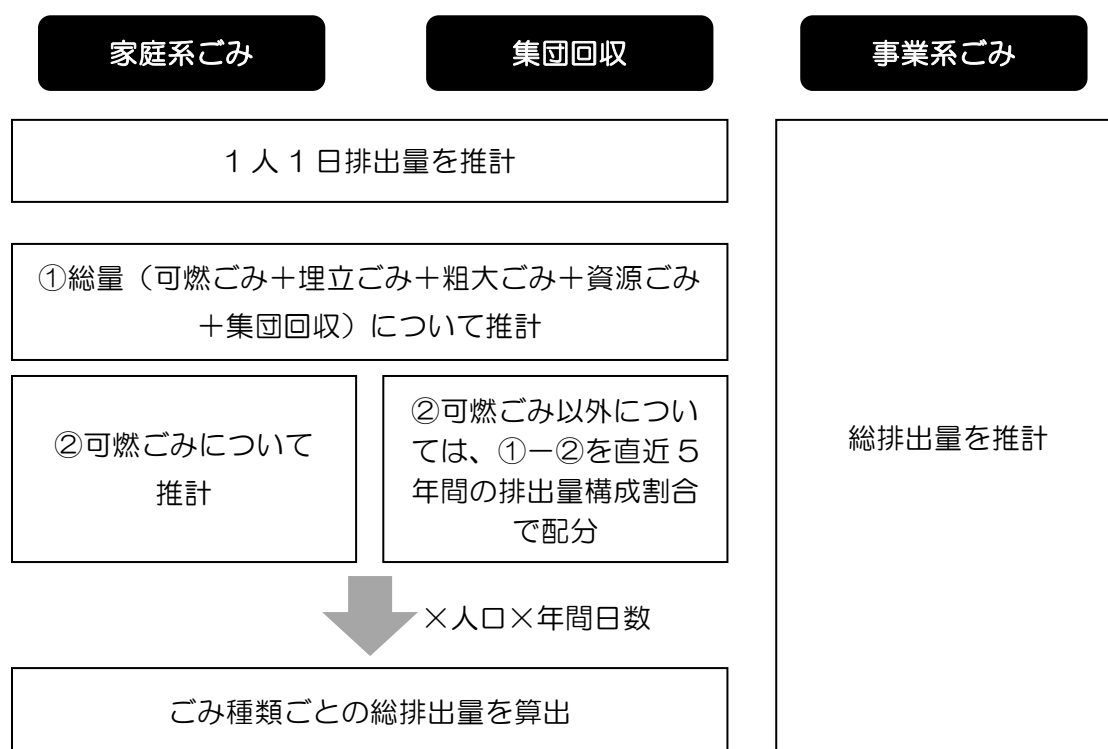 家庭系ごみ
集団回収
事業系ごみ
1人1日排出量を推計
①総量（可燃ごみ＋埋立ごみ＋粗大ごみ＋資源ごみ
＋集団回収）について推計
②可燃ごみについて
推計
②可燃ごみ以外につい
ては、①－②を直近5
年間の排出量構成割合
で配分
総排出量を推計
×人口×年間日数
ごみ種類ごとの総排出量を算出